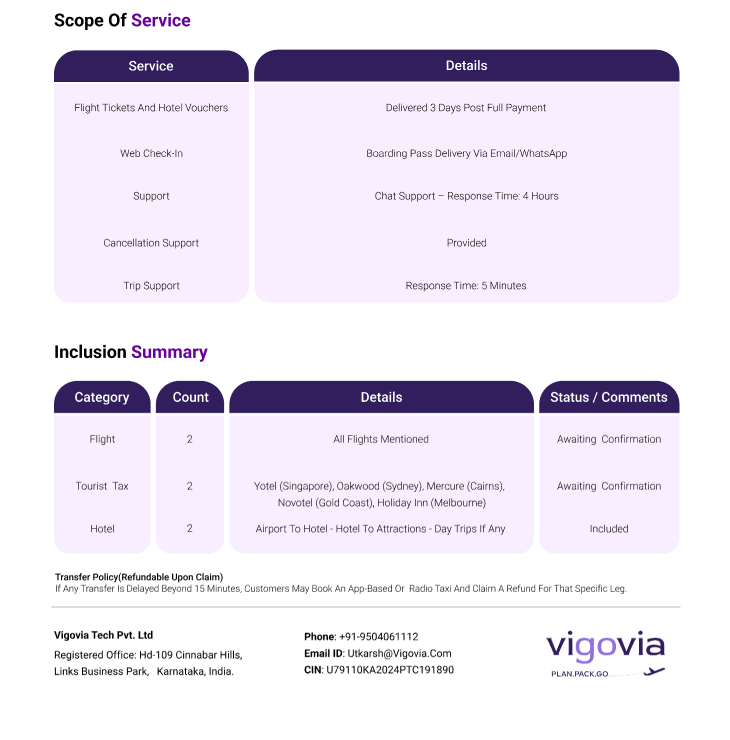 Scope Of Service
Service Details
Flight Tickets And Hotel Vouchers Delivered 3 Days Post Full Payment
Web Check-In Boarding Pass Delivery Via Email/WhatsApp
Support Chat Support – Response Time: 4 Hours
Cancellation Support Provided
Trip Support Response Time: 5 Minutes
Inclusion Summary
Category Count Details Status / Comments
Flight 2 All Flights Mentioned Awaiting Confirmation
Tourist Tax 2 Yotel (Singapore), Oakwood (Sydney), Mercure (Cairns), Awaiting Confirmation
Novotel (Gold Coast), Holiday Inn (Melbourne)
Hotel 2 Airport To Hotel - Hotel To Attractions - Day Trips If Any Included
Transfer Policy(Refundable Upon Claim)
If Any Transfer Is Delayed Beyond 15 Minutes, Customers May Book An App-Based Or Radio Taxi And Claim A Refund For That Specific Leg.
Vigovia Tech Pvt. Ltd
Registered Office: Hd-109 Cinnabar Hills,
Links Business Park, Karnataka, India.
Phone: +91-9504061112
Email ID: Utkarsh@Vigovia.Com
CIN: U79110KA2024PTC191890
vigovia
PLAN.PACK.GO